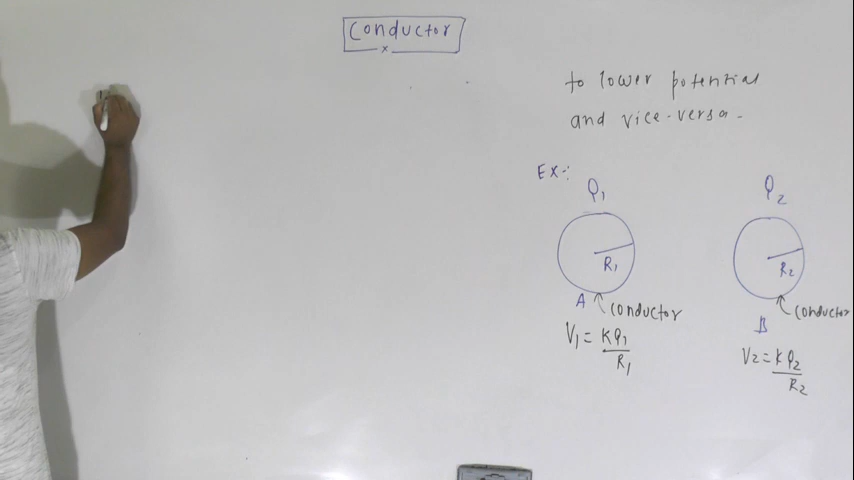 Conductor
to lower potential
and vice-versa.
EX:
Q1 Q2
R1 R2
A conductor conductor
B
V1 = KQ1/R1 V2 = KQ2/R2